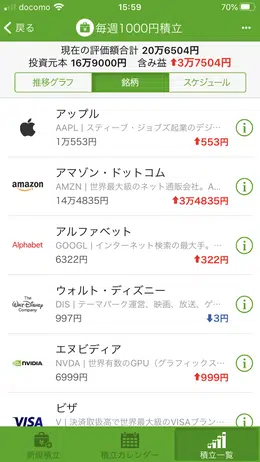 docomo 15:59 70%
戻る 毎週1000円積立
現在の評価額合計 20万6504円
投資元本 16万9000円 含み益 ⬆3万7504円
推移グラフ 銘柄 スケジュール
アップル
AAPL | スティーブ・ジョブズ起業のデジ...
1万553円 ⬆553円
amazon
アマゾン・ドットコム
AMZN | 世界最大級のネット通販会社。A...
14万4835円 ⬆3万4835円
Alphabet
アルファベット
GOOGL | インターネット検索の最大手。...
6322円 ⬆322円
The Walt Disney Company
ウォルト・ディズニー
DIS | テーマパーク運営、映画、放送、ゲ...
997円 ⬇3円
NVIDIA
エヌビディア
NVDA | 世界有数のGPU（グラフィックス...
6999円 ⬆999円
VISA
ビザ
V | 決済取扱高で世界最大級のVISAブラン...
新規積立 積立カレンダー 積立一覧